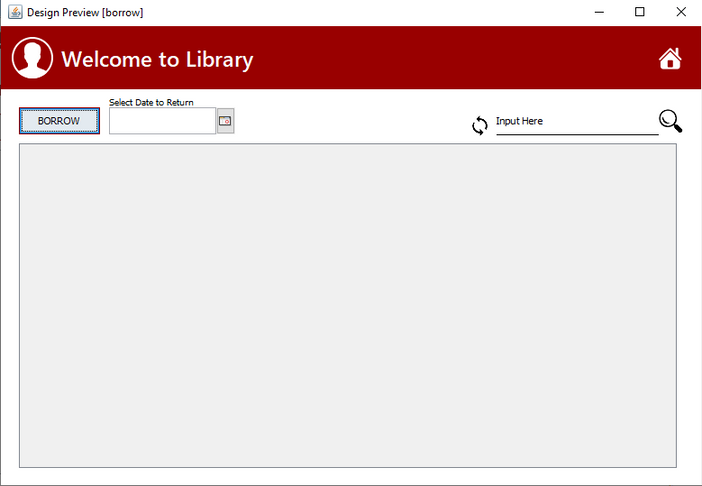 Design Preview [borrow]
Welcome to Library
Select Date to Return
BORROW
Input Here